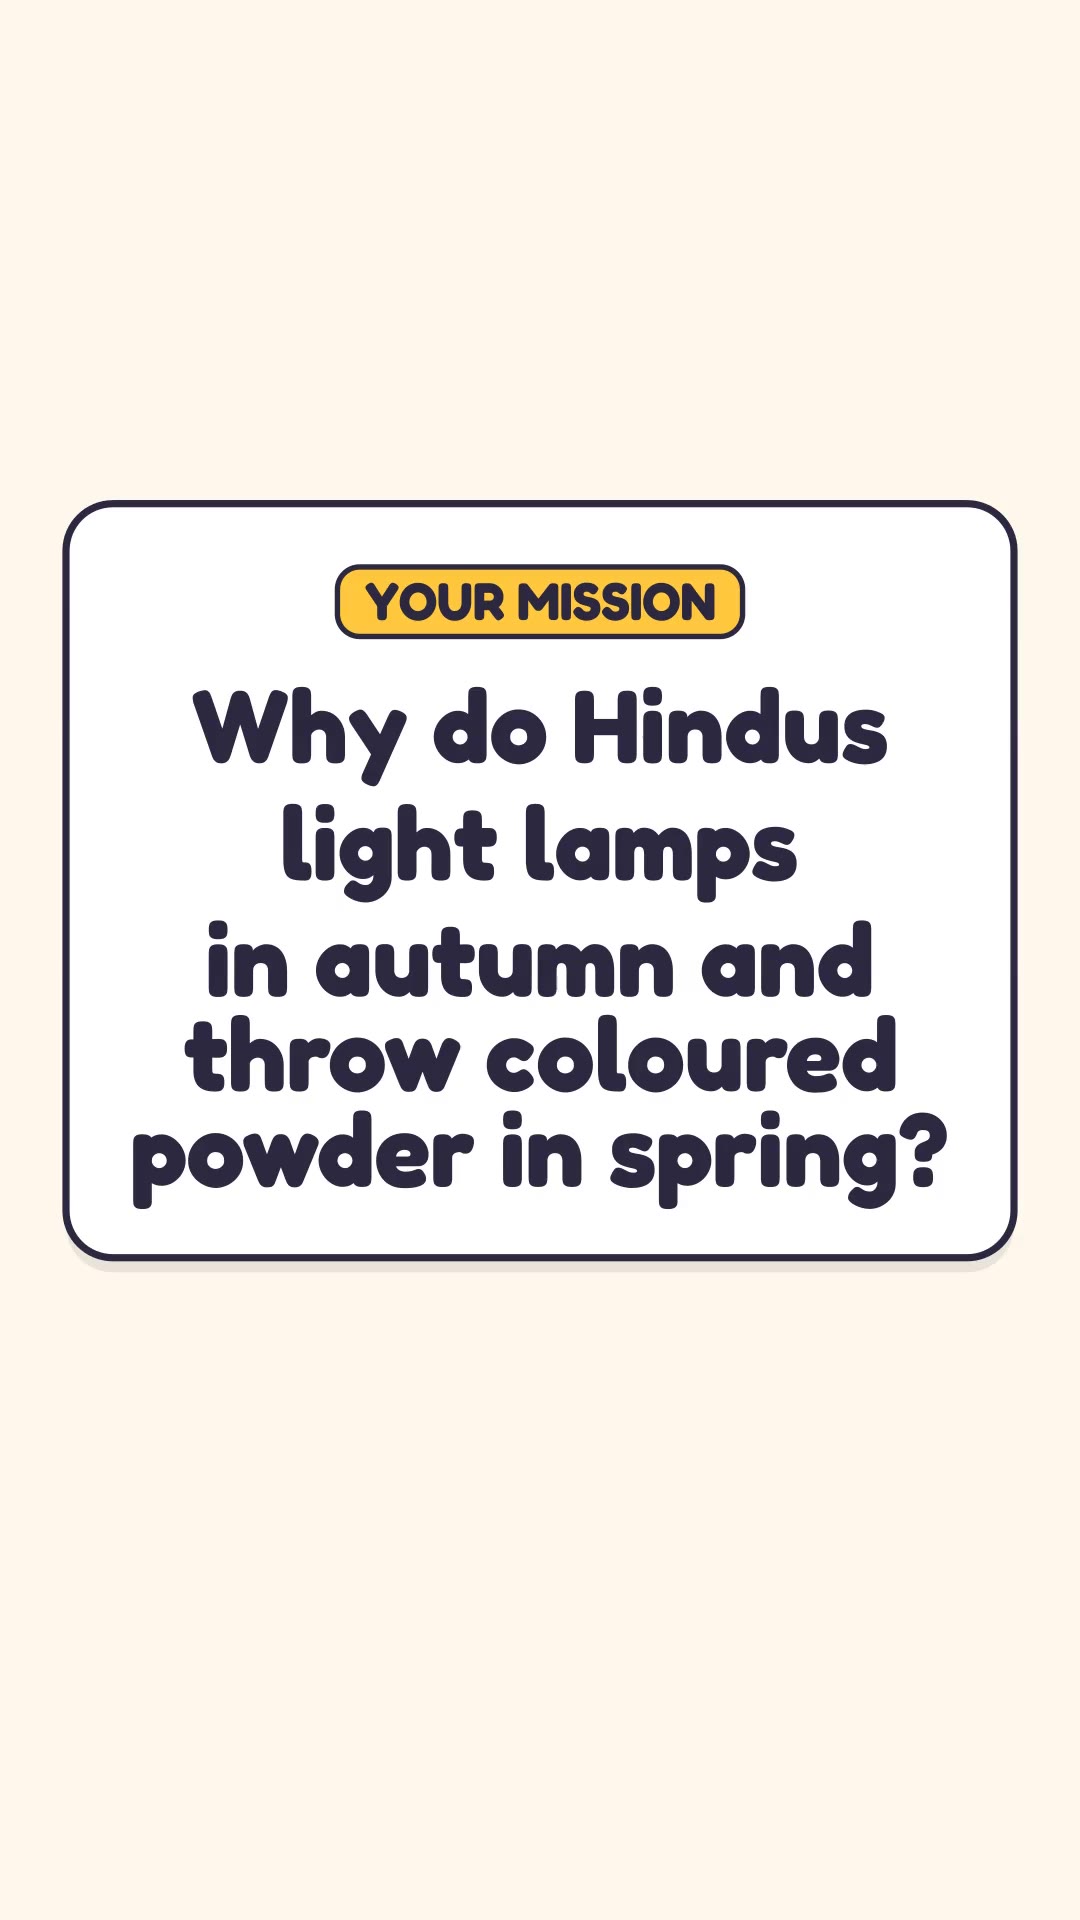 YOUR MISSION
Why do Hindus
light lamps
in autumn and
throw coloured
powder in spring?